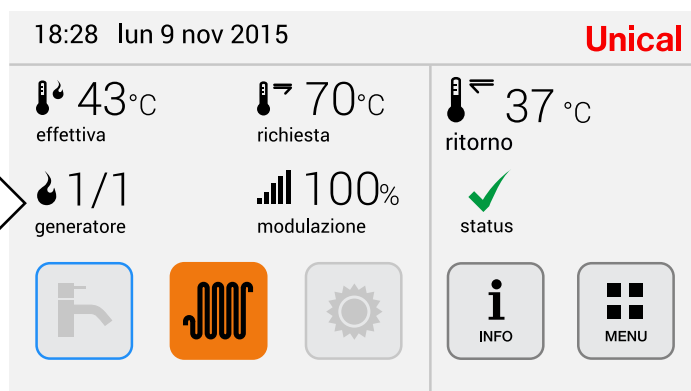 18:28 lun 9 nov 2015
Unical
43°C
effettiva
70°C
richiesta
37 °C
ritorno
1/1
generatore
100%
modulazione
status
INFO
MENU